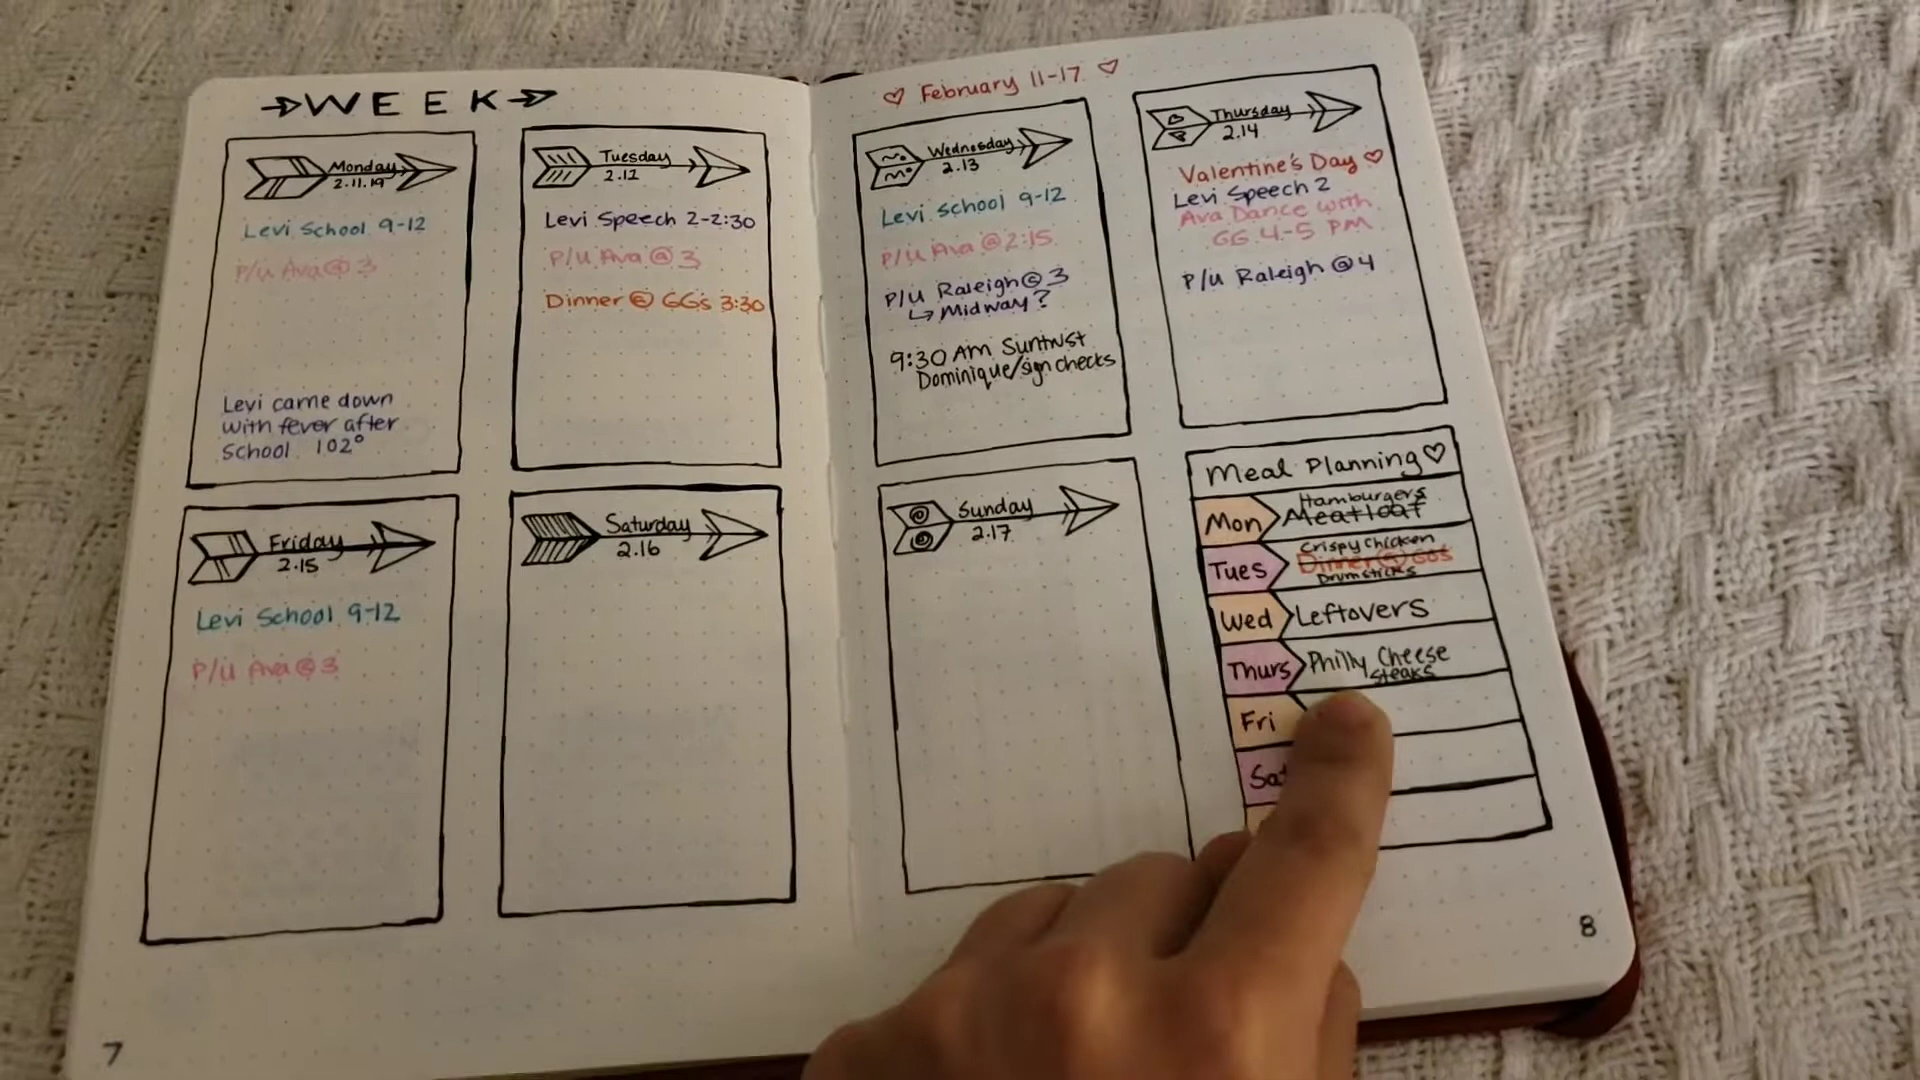 WEEK
Monday
2.11.19
Levi School 9-12
P/U Ava @ 3
Levi came down
with fever after
School 102°
Tuesday
2.12
Levi Speech 2-2:30
P/U Ava @ 3
Dinner @ GGs 3:30
Friday
2.15
Levi School 9-12
P/U Ava @ 3
Saturday
2.16
7
♡ February 11-17 ♡
Wednesday
2.13
Levi school 9-12
P/U Ava @ 2:15
P/U Raleigh @ 3
↳ Midway?
9:30 AM Suntrust
Dominique/sign checks
Thursday
2.14
Valentine's Day ♡
Levi Speech 2
Ava Dance with
GG 4-5 PM
P/U Raleigh @ 4
Sunday
2.17
Meal Planning ♡
Mon
Hamburgers
Meatloaf
Tues
Crispy Chicken
Dinner @ GGs
Drumsticks
Wed Leftovers
Thurs Philly Cheese
steaks
Fri
Sat
8